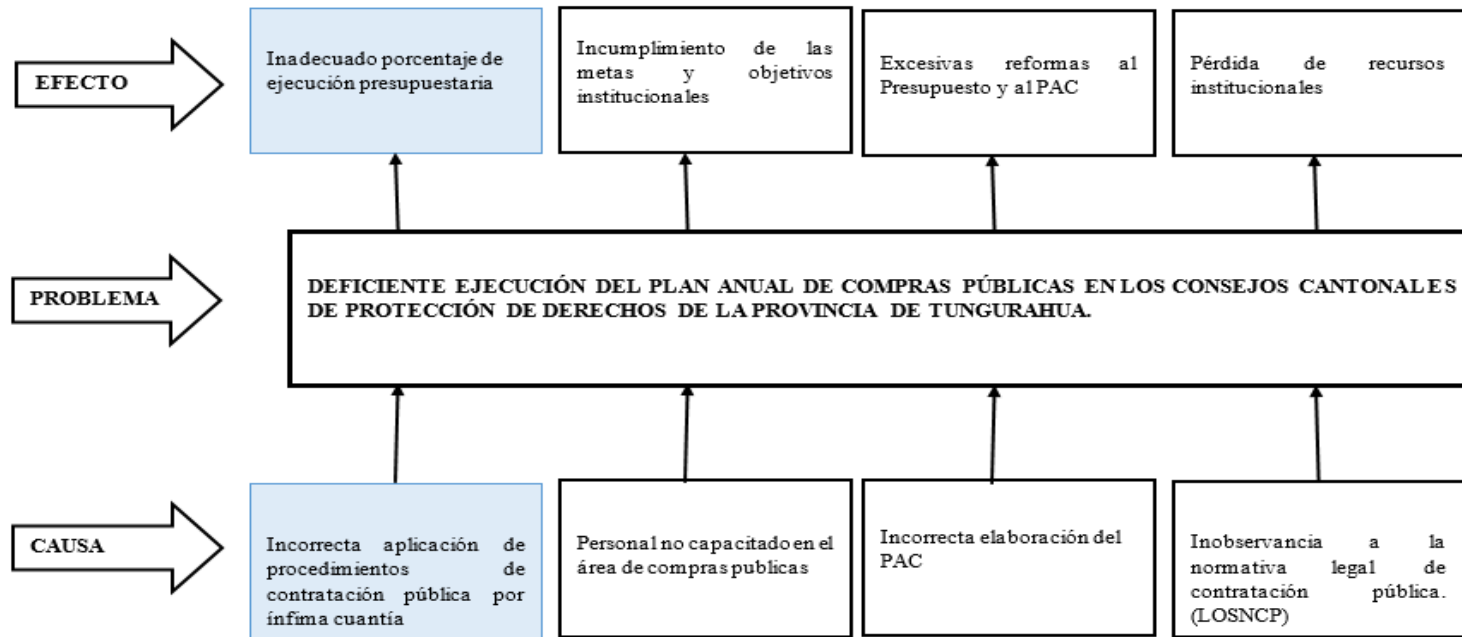 EFECTO
Inadecuado porcentaje de
ejecución presupuestaria
Incumplimiento de las
metas y objetivos
institucionales
Excesivas reformas al
Presupuesto y al PAC
Pérdida de recursos
institucionales
PROBLEMA
DEFICIENTE EJECUCIÓN DEL PLAN ANUAL DE COMPRAS PÚBLICAS EN LOS CONSEJOS CANTONALES
DE PROTECCIÓN DE DERECHOS DE LA PROVINCIA DE TUNGURAHUA.
CAUSA
Incorrecta aplicación de
procedimientos de
contratación pública por
ínfima cuantía
Personal no capacitado en el
área de compras publicas
Incorrecta elaboración del
PAC
Inobservancia a la
normativa legal de
contratación pública.
(LOSNCP)